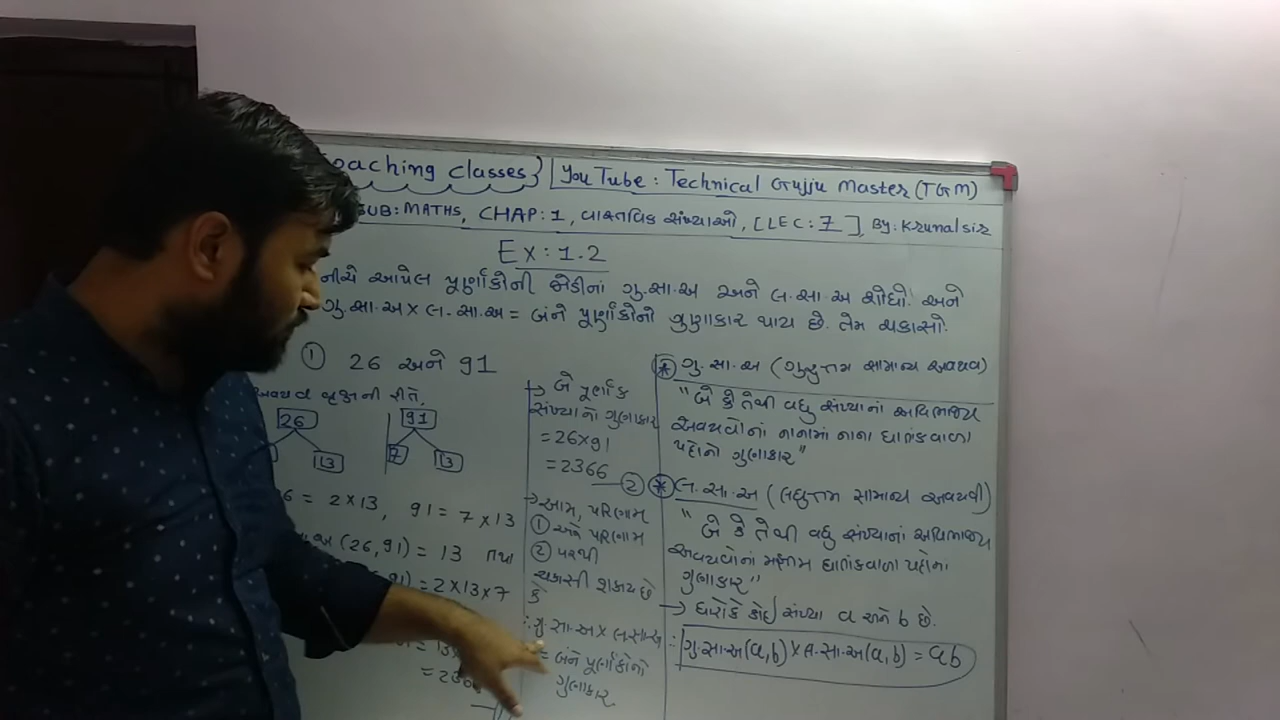 eaching classes} | YouTube : Technical Gujju Master (TGM)
SUB: MATHS, CHAP: 1, વાસ્તવિક સંખ્યાઓ, [LEC: 7], By: Krunal sir
Ex: 1.2
નીચે આપેલ પૂર્ણાંકોની જોડીનાં ગુ.સા.અ અને લ.સા.અ શોધો. અને
ગુ.સા.અ × લ.સા.અ = બંને પૂર્ણાંકોનો ગુણાકાર થાય છે. તેમ ચકાસો.
① 26 અને 91
અવયવ વૃક્ષની રીતે.
26
13
91
7
13
6 = 2×13, 91 = 7×13
અ (26, 91) = 13 તથા
91) = 2×13×7
= 13
= 236
→ બે પૂર્ણાંક
સંખ્યાનો ગુણાકાર
= 26×91
= 2366 — ②
→ આમ, પરિણામ
① અને પરિણામ
② પરથી
ચકાસી શકાય છે
કે
∴ ગુ.સા.અ × લ.સા.અ
= બંને પૂર્ણાંકોનો
ગુણાકાર
* ગુ.સા.અ (ગુરુત્તમ સામાન્ય અવયવ)
"બે કે તેથી વધુ સંખ્યાનાં અવિભાજ્ય
અવયવોનાં નાનામાં નાના ઘાતાંકવાળા
પદોનો ગુણાકાર"
* લ.સા.અ (લઘુત્તમ સામાન્ય અવયવી)
"બે કે તેથી વધુ સંખ્યાનાં અવિભાજ્ય
અવયવોનાં મહત્તમ ઘાતાંકવાળા પદોના
ગુણાકાર"
→ ધારોકે કોઈ સંખ્યા a અને b છે.
∴ ગુ.સા.અ(a,b) × લ.સા.અ(a,b) = ab